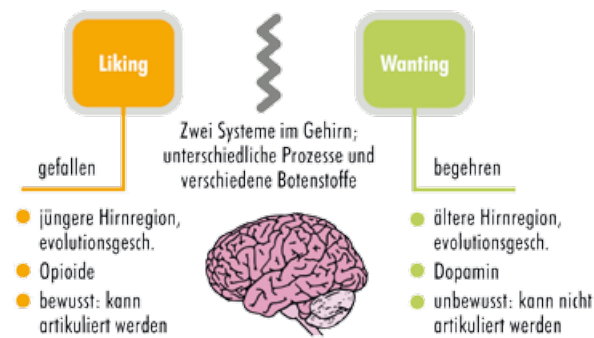 Liking
Wanting
Zwei Systeme im Gehirn;
unterschiedliche Prozesse und
verschiedene Botenstoffe
gefallen
jüngere Hirnregion,
evolutionsgesch.
Opioide
bewusst: kann
artikuliert werden
begehren
ältere Hirnregion,
evolutionsgesch.
Dopamin
unbewusst: kann nicht
artikuliert werden